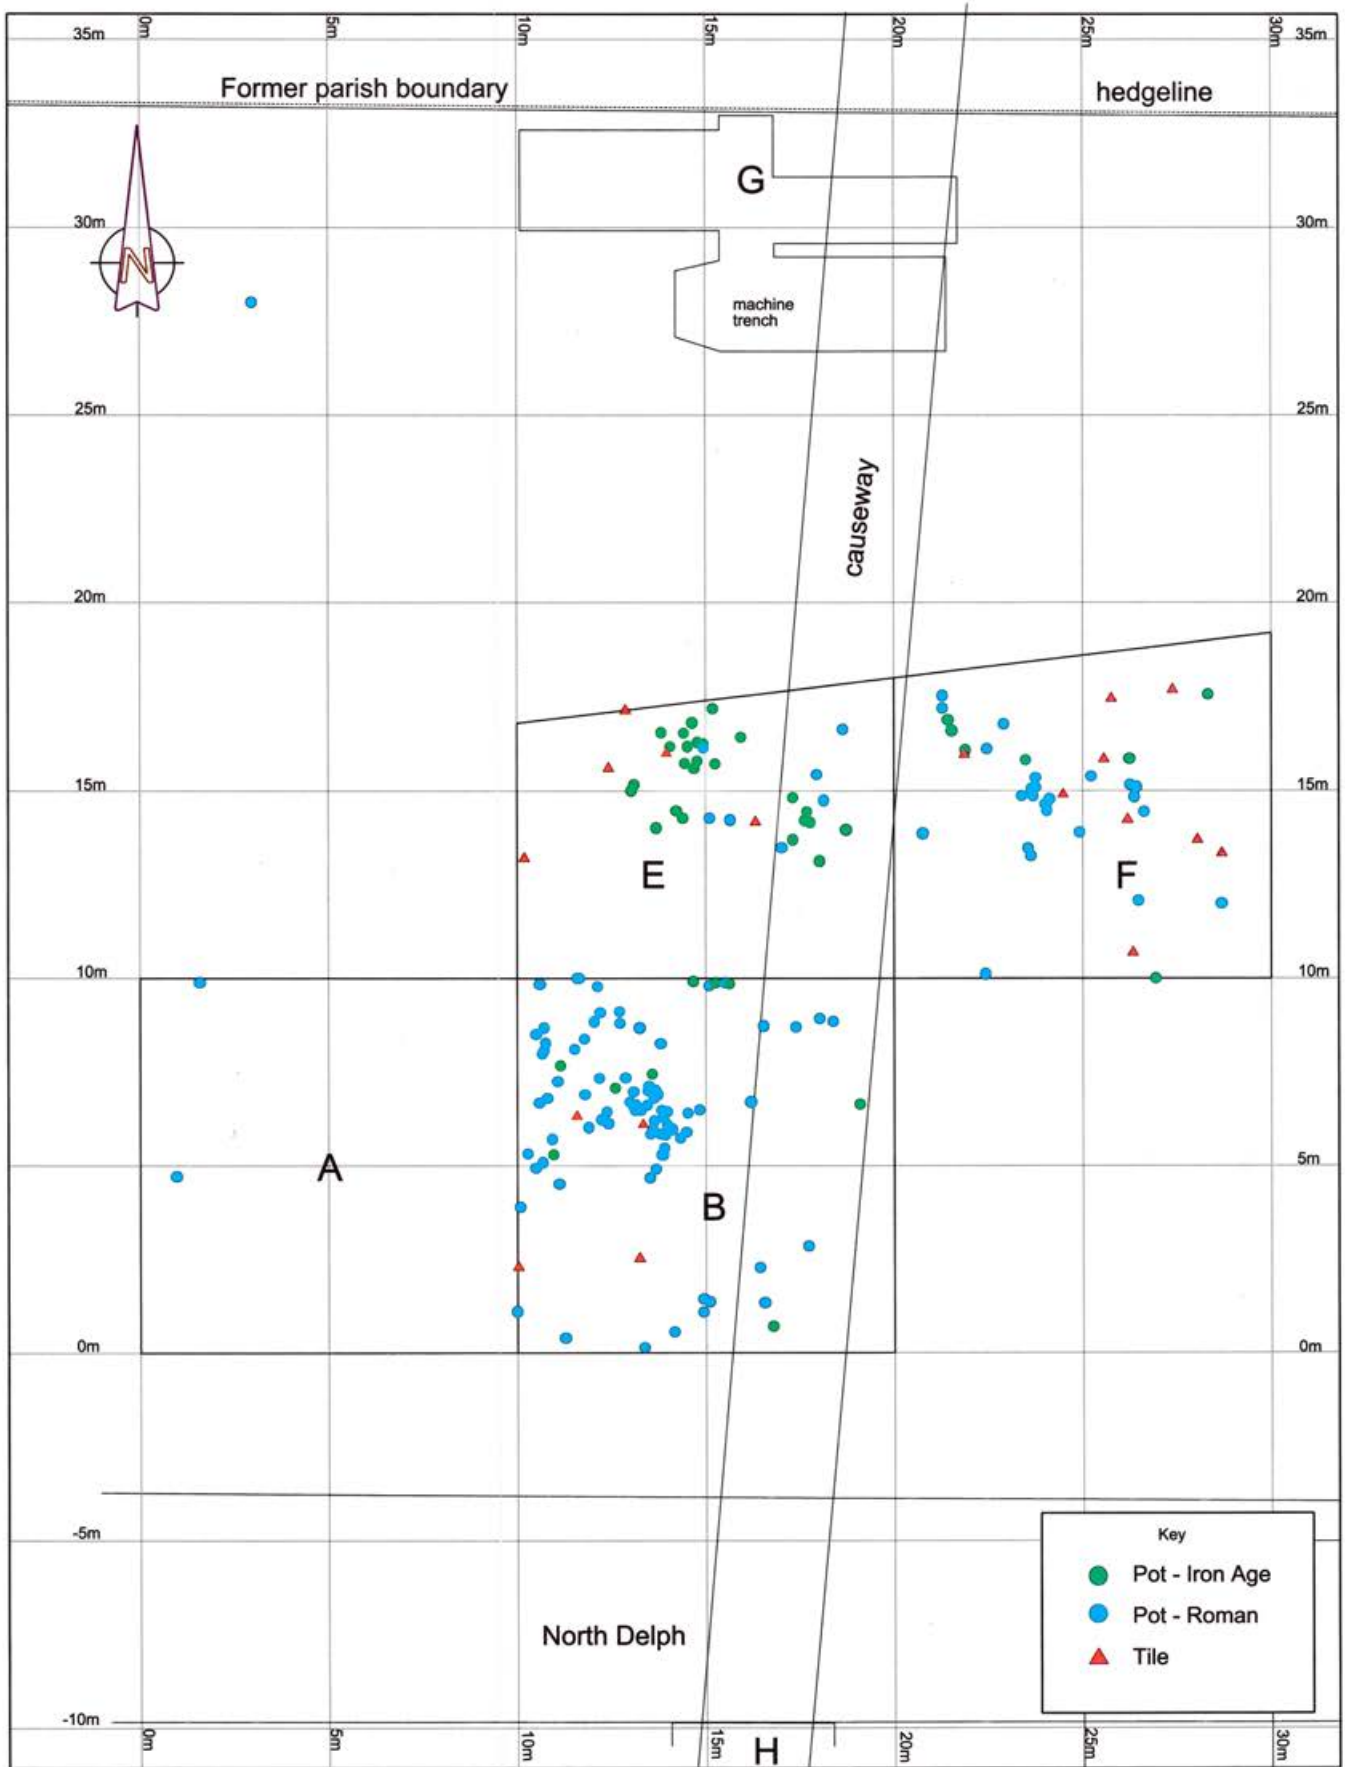 0m 5m 10m 15m 20m 25m 30m
35m 35m
Former parish boundary hedgeline
G
30m 30m
N
machine
trench
25m 25m
causeway
20m 20m
15m 15m
E F
10m 10m
5m 5m
A
B
0m 0m
-5m
Key
Pot - Iron Age
Pot - Roman
Tile
North Delph
-10m
0m 5m 10m 15m 20m 25m 30m
H